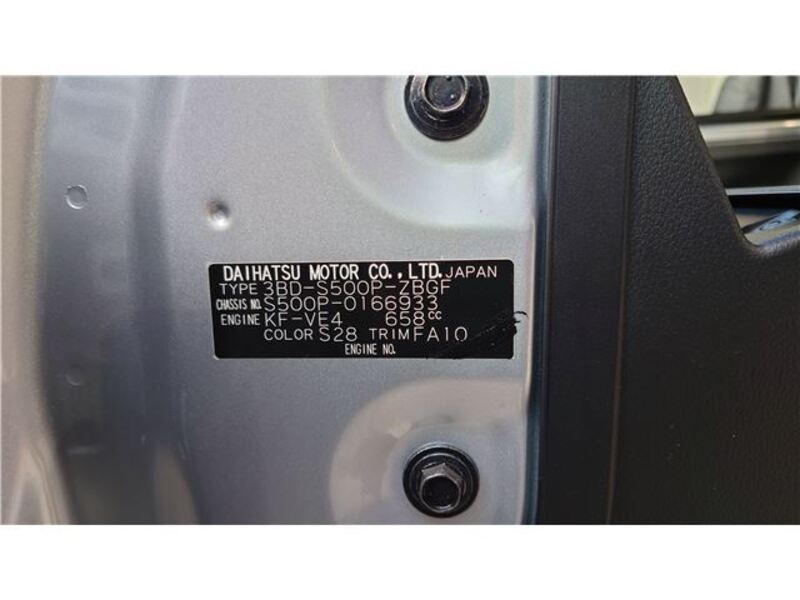 DAIHATSU MOTOR CO.,LTD. JAPAN
TYPE 3BD-S500P-ZBGF
CHASSIS NO. S500P-0166933
ENGINE KF-VE4 658cc
COLOR S28 TRIM FA10
ENGINE NO.